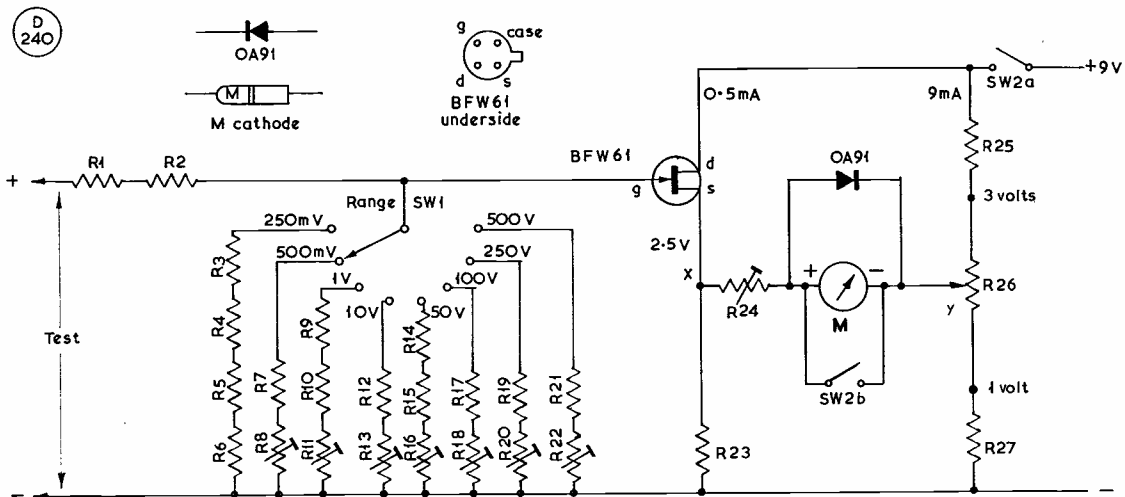 D
240
OA91
M
M cathode
g
case
d
s
BFW61
underside
+9V
SW2a
0·5mA
9mA
R25
BFW61
d
g
s
OA91
3 volts
R1
R2
+
Range
SW1
250mV
500V
500mV
250V
1V
100V
10V
50V
2·5V
x
+
-
R24
M
R26
y
SW2b
1 volt
R27
R23
Test
R3
R4
R5
R6
R7
R8
R9
R10
R11
R12
R13
R14
R15
R16
R17
R18
R19
R20
R21
R22
-
-